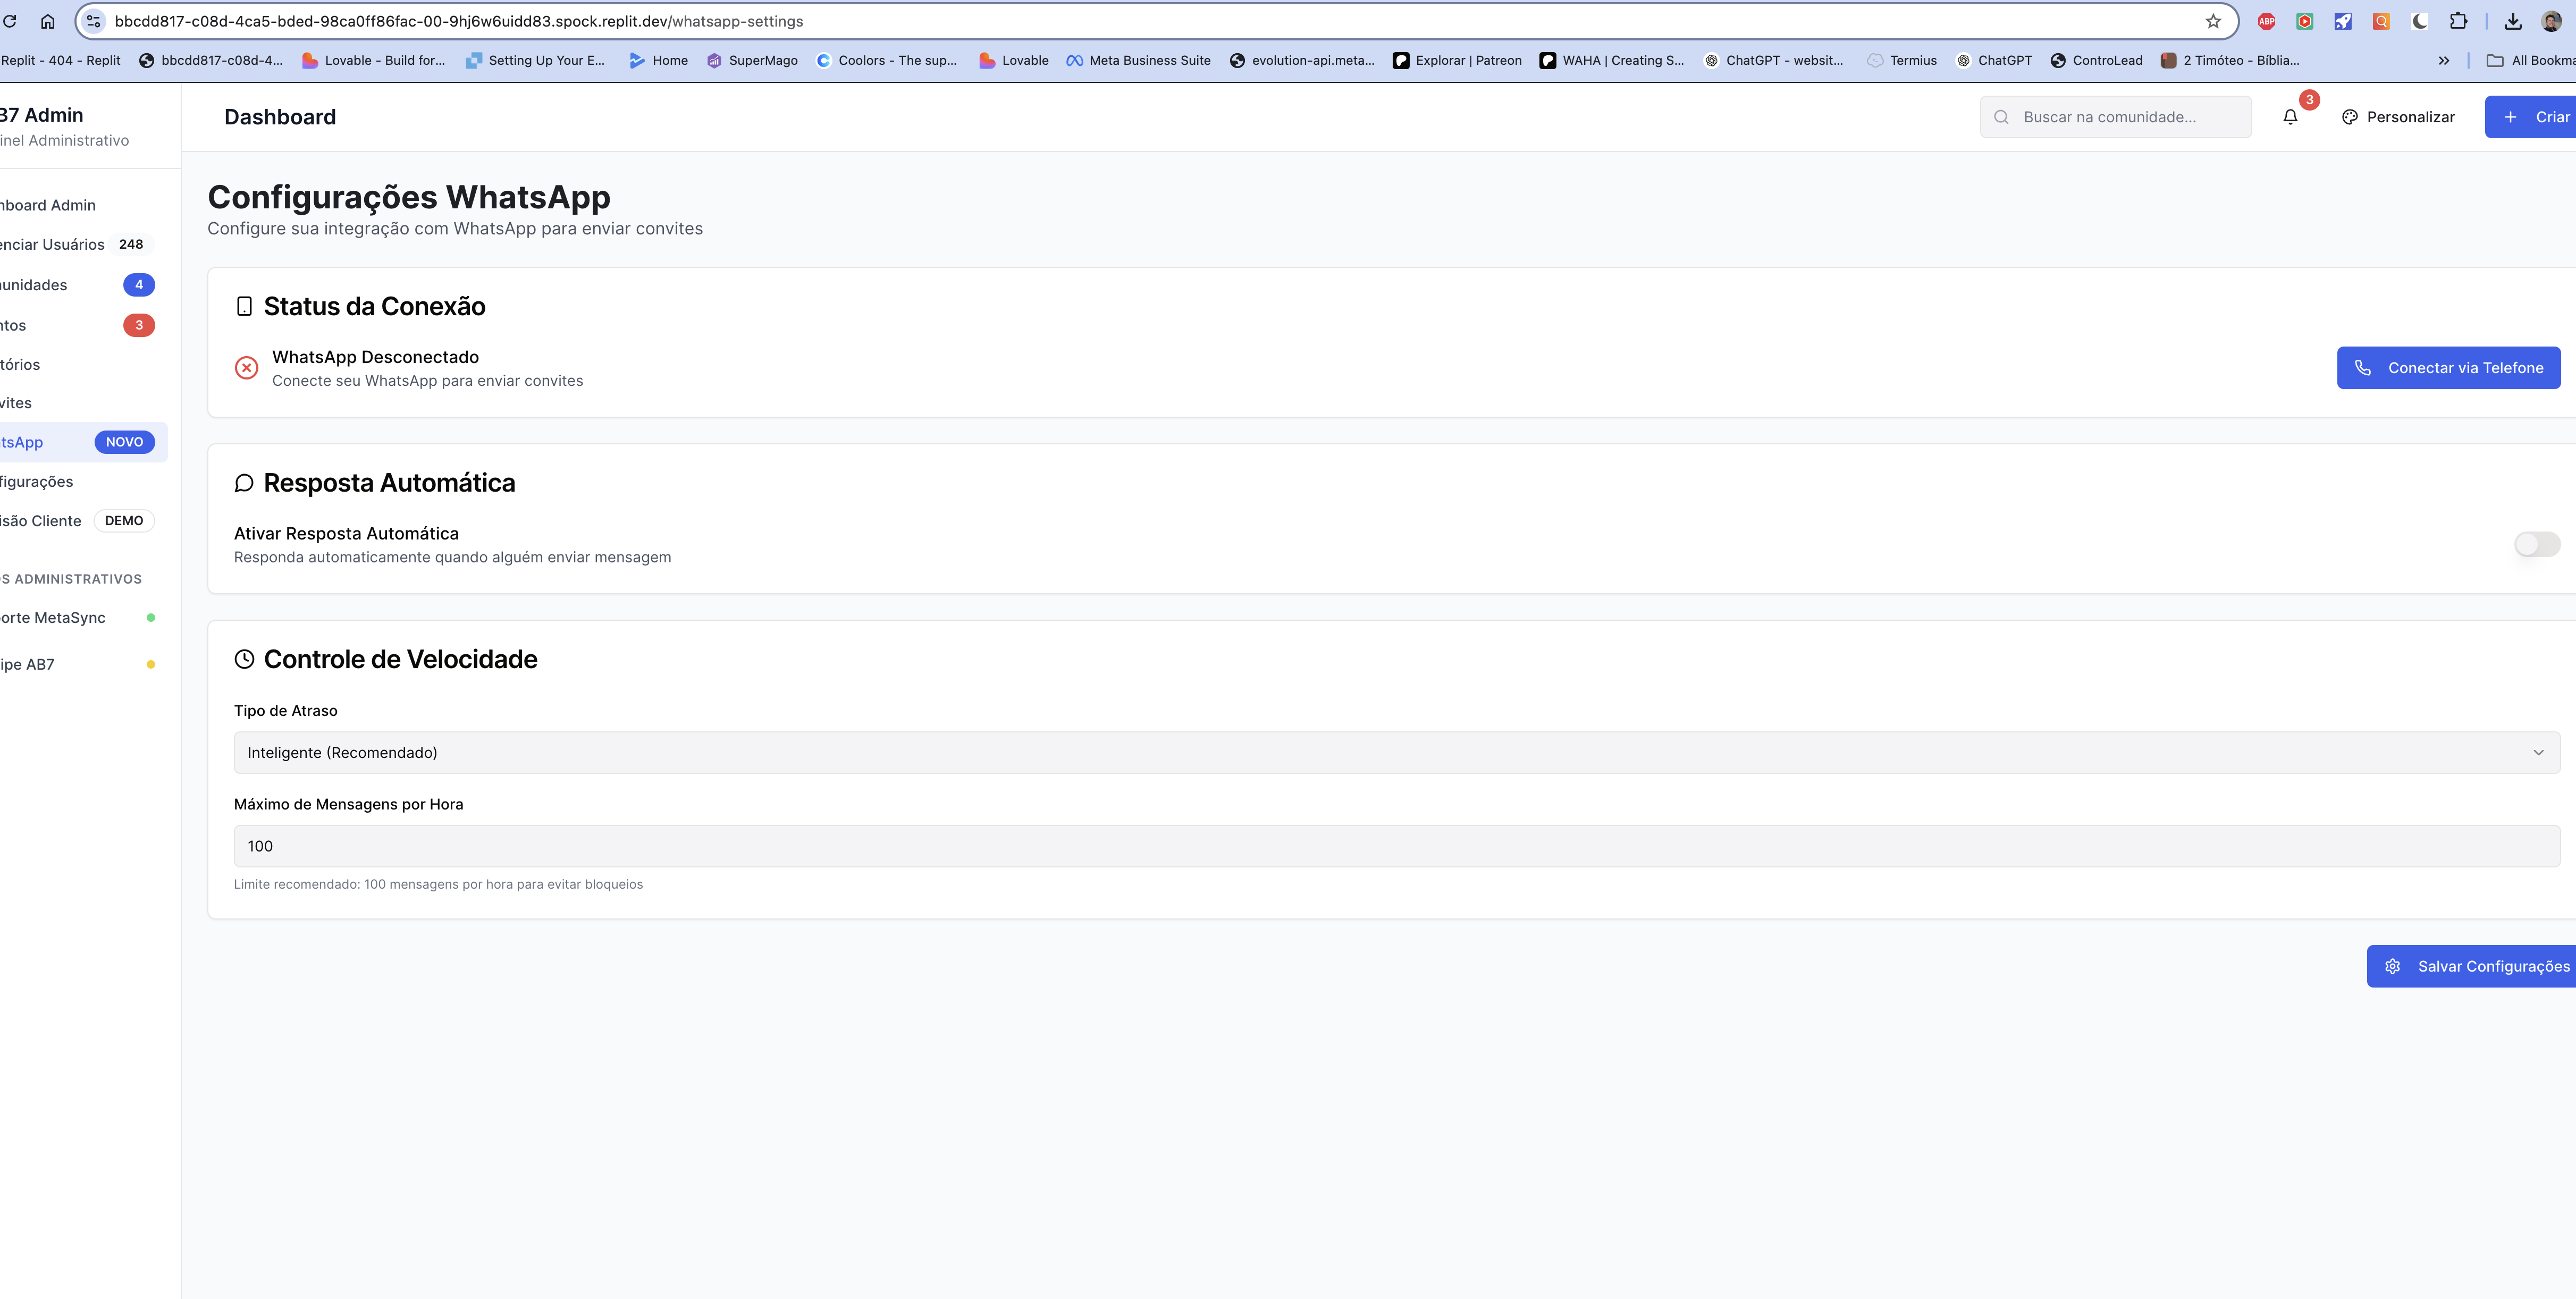 bbcdd817-c08d-4ca5-bded-98ca0ff86fac-00-9hj6w6uidd83.spock.replit.dev/whatsapp-settings
ABP
Replit - 404 - Replit
bbcdd817-c08d-4...
Lovable - Build for...
Setting Up Your E...
Home
SuperMago
Coolors - The sup...
Lovable
Meta Business Suite
evolution-api.meta...
Explorar | Patreon
WAHA | Creating S...
ChatGPT - websit...
Termius
ChatGPT
ControLead
2 Timóteo - Bíblia...
All Bookma
B7 Admin
inel Administrativo
Dashboard
Buscar na comunidade...
3
Personalizar
+ Criar
hboard Admin
enciar Usuários 248
unidades 4
ntos 3
tórios
vites
tsApp NOVO
figurações
isão Cliente DEMO
OS ADMINISTRATIVOS
orte MetaSync
ipe AB7
Configurações WhatsApp
Configure sua integração com WhatsApp para enviar convites
Status da Conexão
WhatsApp Desconectado
Conecte seu WhatsApp para enviar convites
Conectar via Telefone
Resposta Automática
Ativar Resposta Automática
Responda automaticamente quando alguém enviar mensagem
Controle de Velocidade
Tipo de Atraso
Inteligente (Recomendado)
Máximo de Mensagens por Hora
100
Limite recomendado: 100 mensagens por hora para evitar bloqueios
Salvar Configurações